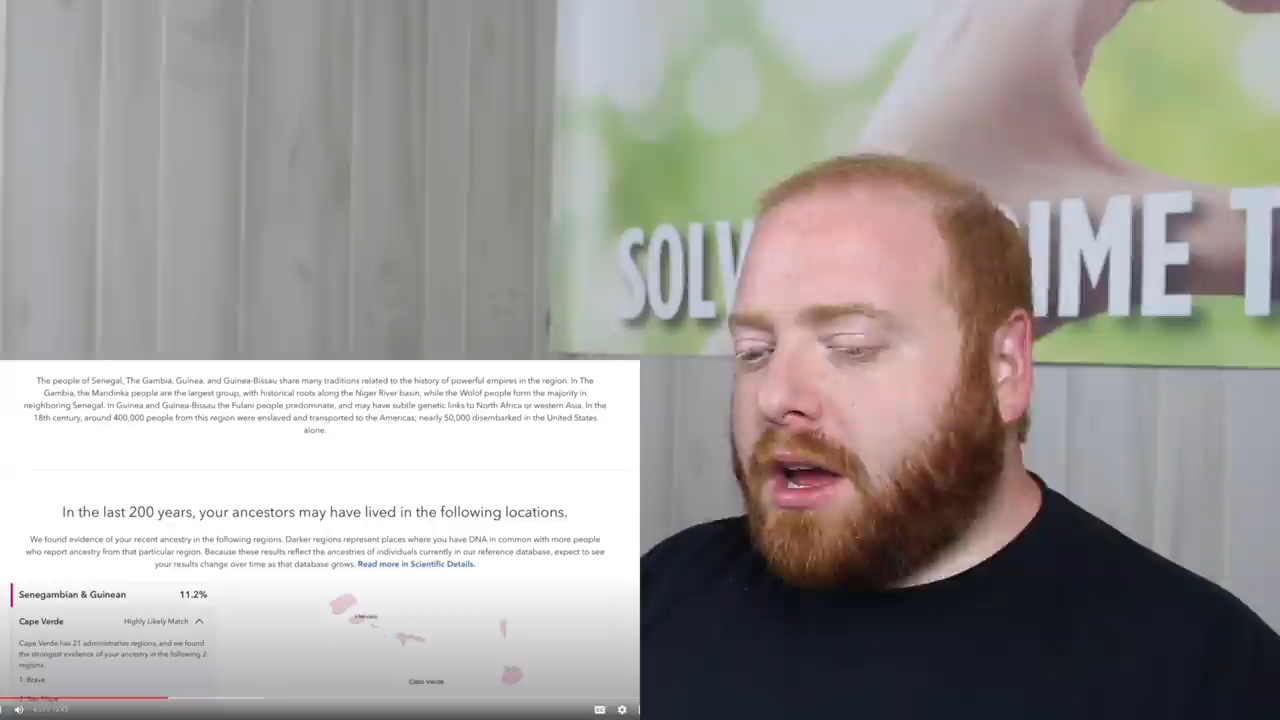 SOLV
RIME T
The people of Senegal, The Gambia. Guinea, and Guinea-Bissau share many traditions related to the history of powerful empires in the region. In The
Gambia, the Mandinka people are the largest group, with historical roots along the Niger River basin, while the Wolof people form the majority in
neighboring Senegal. In Guinea and Guinea-Bissau the Fulani people predominate, and may have subtle genetic links to North Africa or western Asia. In the
18th century, around 400,000 people from this region were enslaved and transported to the Americas; nearly 50,000 disembarked in the United States
alone.
In the last 200 years, your ancestors may have lived in the following locations.
We found evidence of your recent ancestry in the following regions. Darker regions represent places where you have DNA in common with more people
who report ancestry from that particular region. Because these results reflect the ancestries of individuals currently in our reference database, expect to see
your results change over time as that database grows. Read more in Scientific Details.
Senegambian & Guinean 11.2%
Cape Verde Highly Likely Match
Cape Verde has 21 administrative regions, and we found
the strongest evidence of your ancestry in the following 2
regions.
1. Brava
Cabo Verde